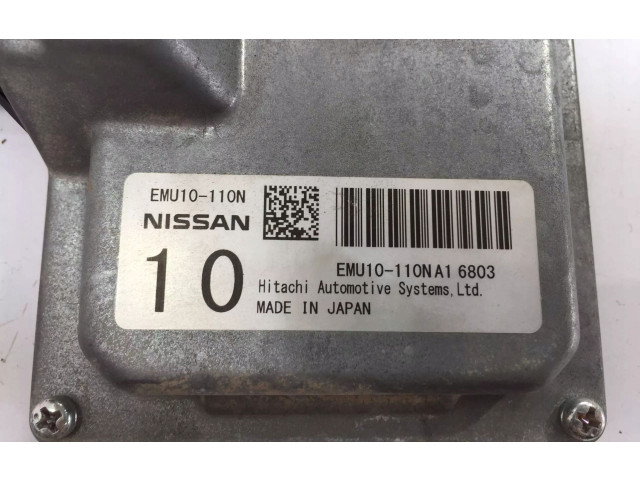 EMU10-110N
NISSAN
10
EMU10-110NA1 6803
Hitachi Automotive Systems,Ltd.
MADE IN JAPAN